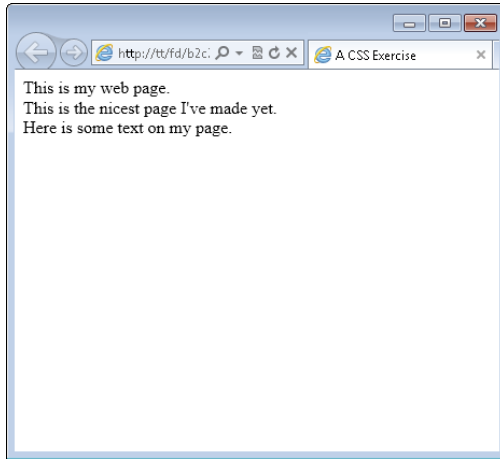 http://tt/fd/b2c.
A CSS Exercise
This is my web page.
This is the nicest page I've made yet.
Here is some text on my page.